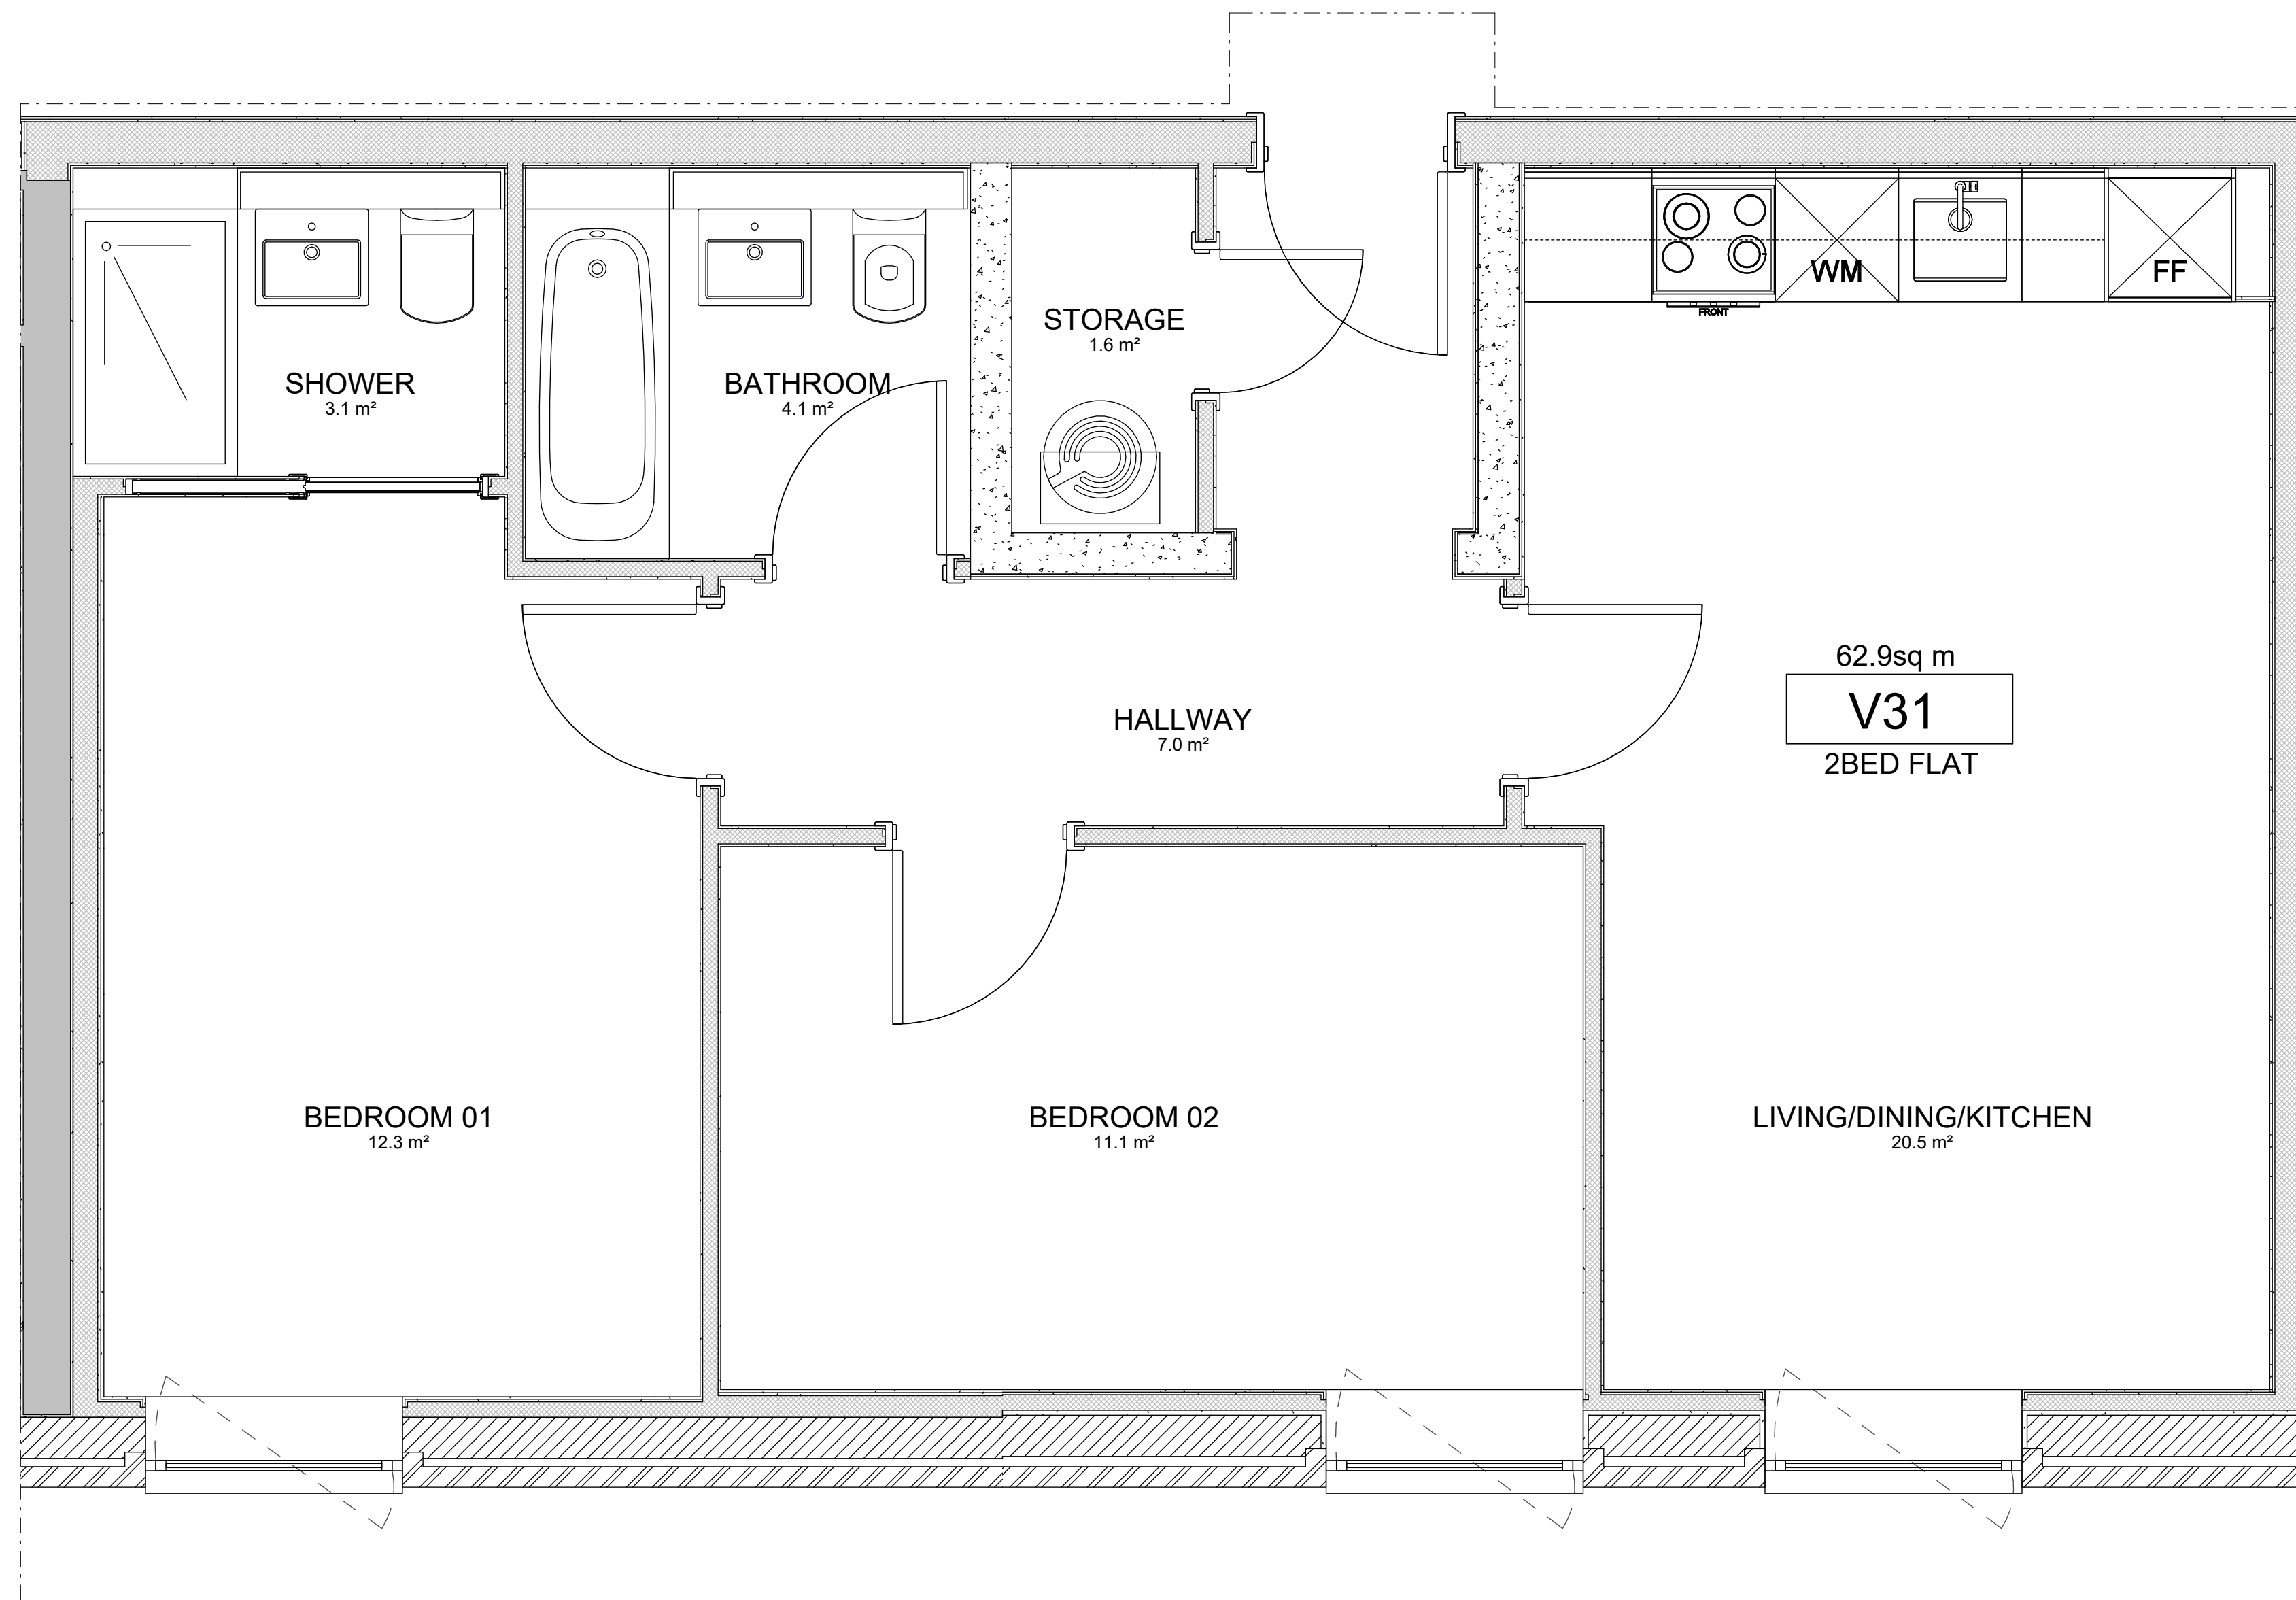 STORAGE
1.6 m²
WM
FF
FRONT
SHOWER
3.1 m²
BATHROOM
4.1 m²
62.9sq m
V31
2BED FLAT
HALLWAY
7.0 m²
BEDROOM 01
12.3 m²
BEDROOM 02
11.1 m²
LIVING/DINING/KITCHEN
20.5 m²